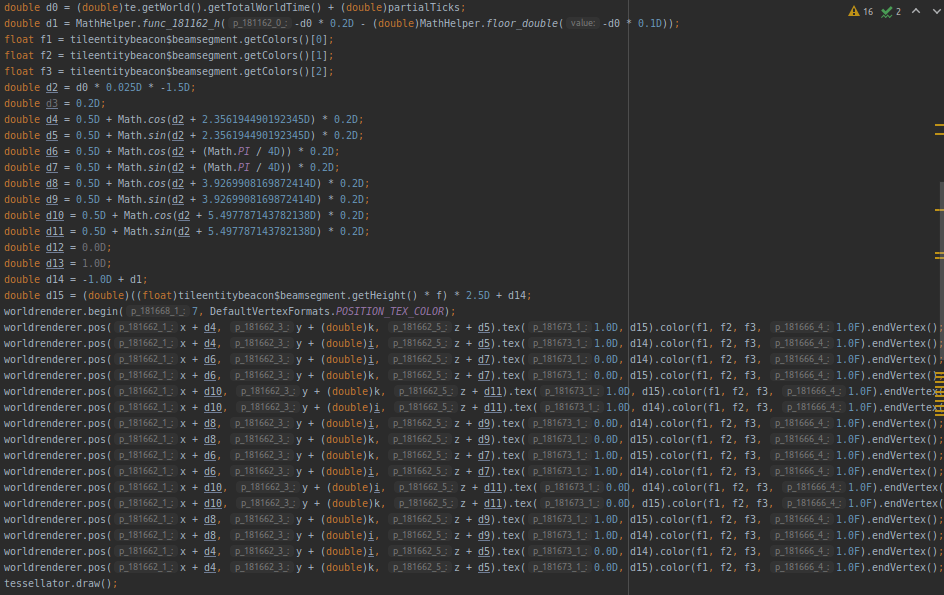 double d0 = (double)te.getWorld().getTotalWorldTime() + (double)partialTicks;
16 2
double d1 = MathHelper.func_181162_h( p_181162_0_: -d0 * 0.2D - (double)MathHelper.floor_double( value: -d0 * 0.1D));
float f1 = tileentitybeacon$beamsegment.getColors()[0];
float f2 = tileentitybeacon$beamsegment.getColors()[1];
float f3 = tileentitybeacon$beamsegment.getColors()[2];
double d2 = d0 * 0.025D * -1.5D;
double d3 = 0.2D;
double d4 = 0.5D + Math.cos(d2 + 2.356194490192345D) * 0.2D;
double d5 = 0.5D + Math.sin(d2 + 2.356194490192345D) * 0.2D;
double d6 = 0.5D + Math.cos(d2 + (Math.PI / 4D)) * 0.2D;
double d7 = 0.5D + Math.sin(d2 + (Math.PI / 4D)) * 0.2D;
double d8 = 0.5D + Math.cos(d2 + 3.9269908169872414D) * 0.2D;
double d9 = 0.5D + Math.sin(d2 + 3.9269908169872414D) * 0.2D;
double d10 = 0.5D + Math.cos(d2 + 5.497787143782138D) * 0.2D;
double d11 = 0.5D + Math.sin(d2 + 5.497787143782138D) * 0.2D;
double d12 = 0.0D;
double d13 = 1.0D;
double d14 = -1.0D + d1;
double d15 = (double)((float)tileentitybeacon$beamsegment.getHeight() * f) * 2.5D + d14;
worldrenderer.begin( p_181668_1_: 7, DefaultVertexFormats.POSITION_TEX_COLOR);
worldrenderer.pos( p_181662_1_: x + d4, p_181662_3_: y + (double)k, p_181662_5_: z + d5).tex( p_181673_1_: 1.0D, d15).color(f1, f2, f3, p_181666_4_: 1.0F).endVertex();
worldrenderer.pos( p_181662_1_: x + d4, p_181662_3_: y + (double)i, p_181662_5_: z + d5).tex( p_181673_1_: 1.0D, d14).color(f1, f2, f3, p_181666_4_: 1.0F).endVertex();
worldrenderer.pos( p_181662_1_: x + d6, p_181662_3_: y + (double)i, p_181662_5_: z + d7).tex( p_181673_1_: 0.0D, d14).color(f1, f2, f3, p_181666_4_: 1.0F).endVertex();
worldrenderer.pos( p_181662_1_: x + d6, p_181662_3_: y + (double)k, p_181662_5_: z + d7).tex( p_181673_1_: 0.0D, d15).color(f1, f2, f3, p_181666_4_: 1.0F).endVertex();
worldrenderer.pos( p_181662_1_: x + d10, p_181662_3_: y + (double)k, p_181662_5_: z + d11).tex( p_181673_1_: 1.0D, d15).color(f1, f2, f3, p_181666_4_: 1.0F).endVertex(
worldrenderer.pos( p_181662_1_: x + d10, p_181662_3_: y + (double)i, p_181662_5_: z + d11).tex( p_181673_1_: 1.0D, d14).color(f1, f2, f3, p_181666_4_: 1.0F).endVertex(
worldrenderer.pos( p_181662_1_: x + d8, p_181662_3_: y + (double)i, p_181662_5_: z + d9).tex( p_181673_1_: 0.0D, d14).color(f1, f2, f3, p_181666_4_: 1.0F).endVertex();
worldrenderer.pos( p_181662_1_: x + d8, p_181662_3_: y + (double)k, p_181662_5_: z + d9).tex( p_181673_1_: 0.0D, d15).color(f1, f2, f3, p_181666_4_: 1.0F).endVertex();
worldrenderer.pos( p_181662_1_: x + d6, p_181662_3_: y + (double)k, p_181662_5_: z + d7).tex( p_181673_1_: 1.0D, d15).color(f1, f2, f3, p_181666_4_: 1.0F).endVertex();
worldrenderer.pos( p_181662_1_: x + d6, p_181662_3_: y + (double)i, p_181662_5_: z + d7).tex( p_181673_1_: 1.0D, d14).color(f1, f2, f3, p_181666_4_: 1.0F).endVertex();
worldrenderer.pos( p_181662_1_: x + d10, p_181662_3_: y + (double)i, p_181662_5_: z + d11).tex( p_181673_1_: 0.0D, d14).color(f1, f2, f3, p_181666_4_: 1.0F).endVertex(
worldrenderer.pos( p_181662_1_: x + d10, p_181662_3_: y + (double)k, p_181662_5_: z + d11).tex( p_181673_1_: 0.0D, d15).color(f1, f2, f3, p_181666_4_: 1.0F).endVertex(
worldrenderer.pos( p_181662_1_: x + d8, p_181662_3_: y + (double)k, p_181662_5_: z + d9).tex( p_181673_1_: 1.0D, d15).color(f1, f2, f3, p_181666_4_: 1.0F).endVertex();
worldrenderer.pos( p_181662_1_: x + d8, p_181662_3_: y + (double)i, p_181662_5_: z + d9).tex( p_181673_1_: 1.0D, d14).color(f1, f2, f3, p_181666_4_: 1.0F).endVertex();
worldrenderer.pos( p_181662_1_: x + d4, p_181662_3_: y + (double)i, p_181662_5_: z + d5).tex( p_181673_1_: 0.0D, d14).color(f1, f2, f3, p_181666_4_: 1.0F).endVertex();
worldrenderer.pos( p_181662_1_: x + d4, p_181662_3_: y + (double)k, p_181662_5_: z + d5).tex( p_181673_1_: 0.0D, d15).color(f1, f2, f3, p_181666_4_: 1.0F).endVertex();
tessellator.draw();